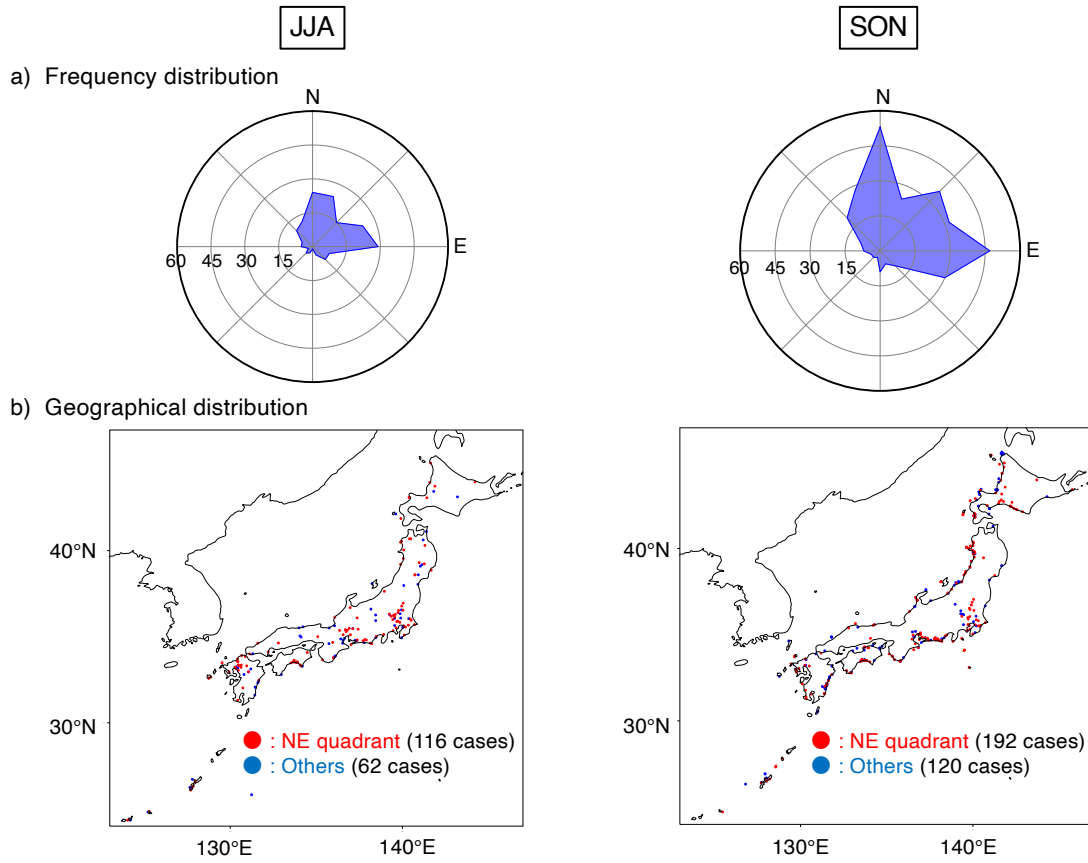 JJA
SON
a) Frequency distribution
N
N
E
E
60 45 30 15
60 45 30 15
b) Geographical distribution
40°N
30°N
130°E
140°E
: NE quadrant (116 cases)
: Others (62 cases)
40°N
30°N
130°E
140°E
: NE quadrant (192 cases)
: Others (120 cases)